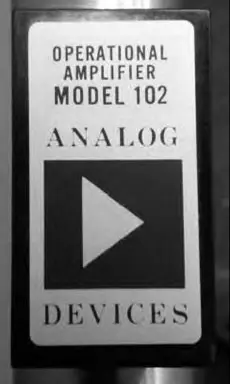 OPERATIONAL
AMPLIFIER
MODEL 102
ANALOG
DEVICES